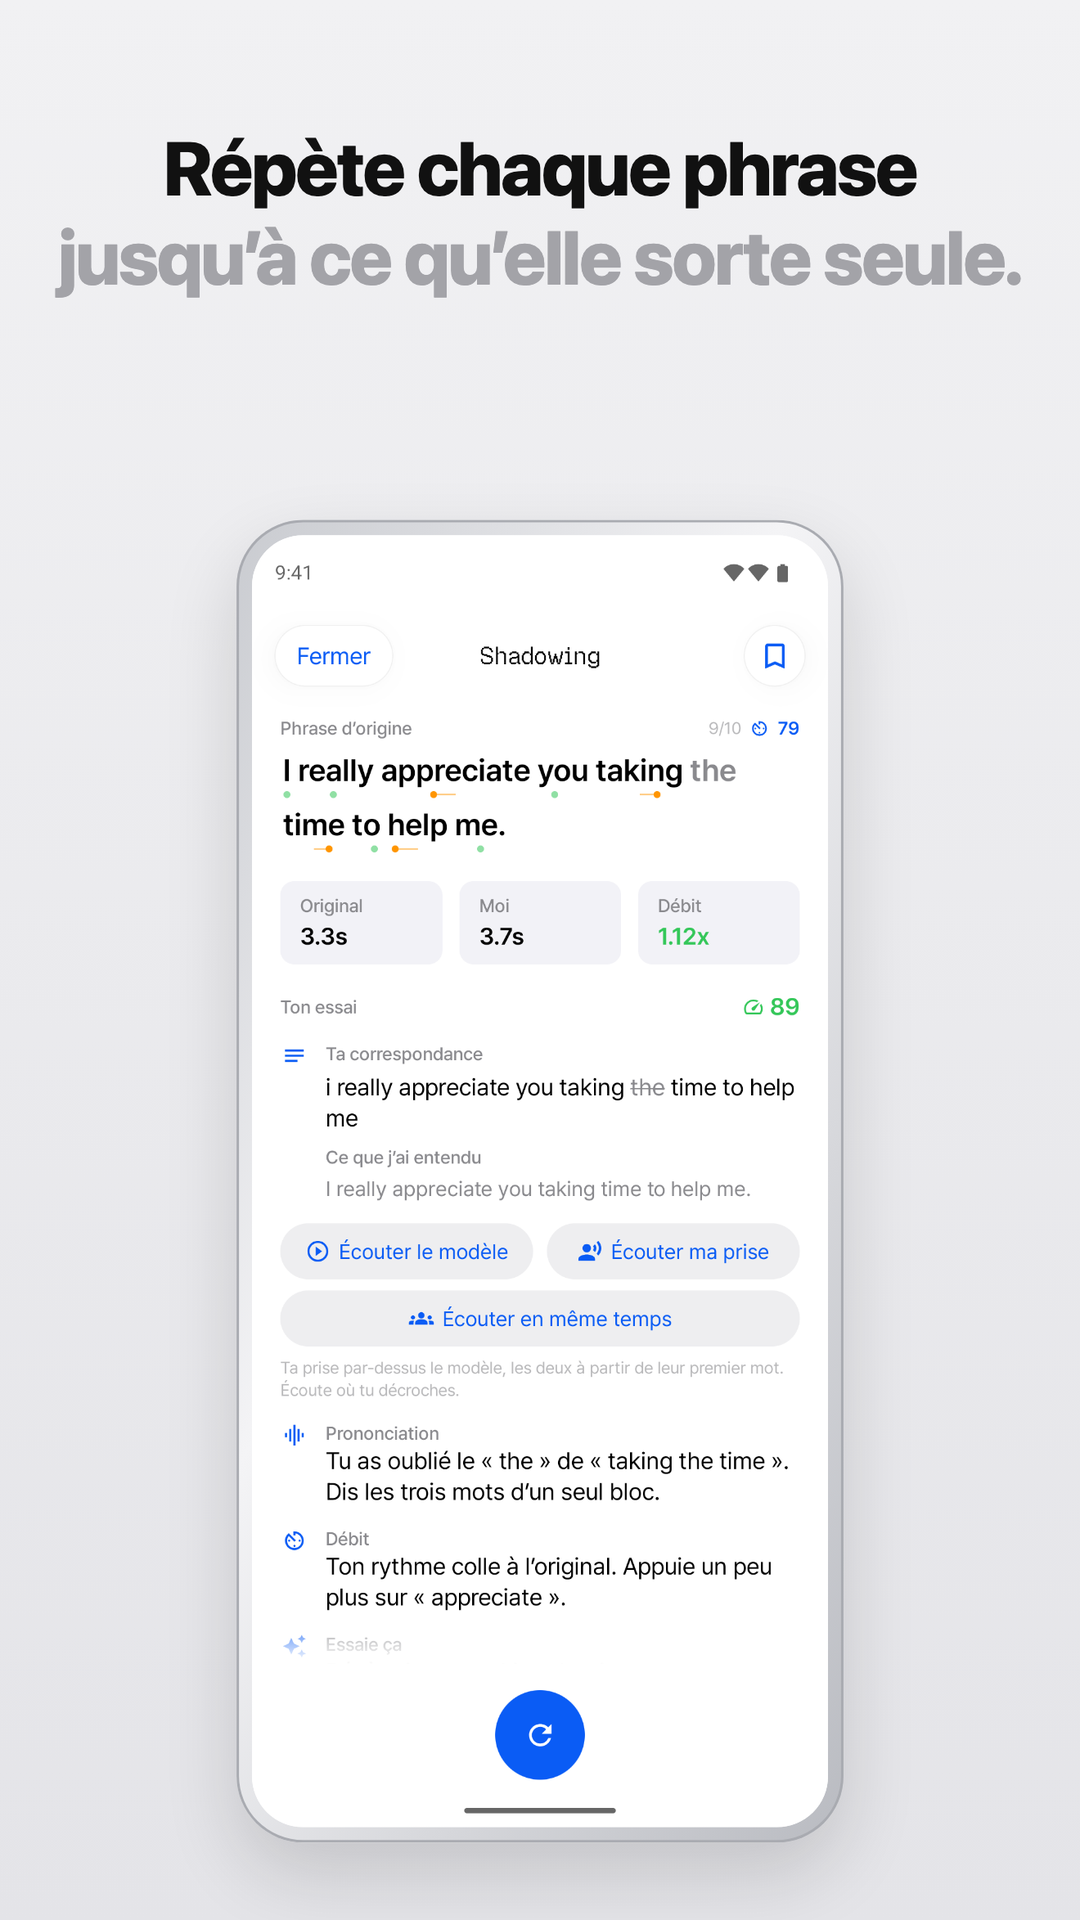 Répète chaque phrase
jusqu’à ce qu’elle sorte seule.
9:41
Fermer
Shadowing
Phrase d’origine
9/10 79
I really appreciate you taking the
time to help me.
Original
3.3s
Moi
3.7s
Débit
1.12x
Ton essai
89
Ta correspondance
i really appreciate you taking the time to help
me
Ce que j’ai entendu
I really appreciate you taking time to help me.
Écouter le modèle
Écouter ma prise
Écouter en même temps
Ta prise par-dessus le modèle, les deux à partir de leur premier mot.
Écoute où tu décroches.
Prononciation
Tu as oublié le « the » de « taking the time ».
Dis les trois mots d’un seul bloc.
Débit
Ton rythme colle à l’original. Appuie un peu
plus sur « appreciate ».
Essaie ça